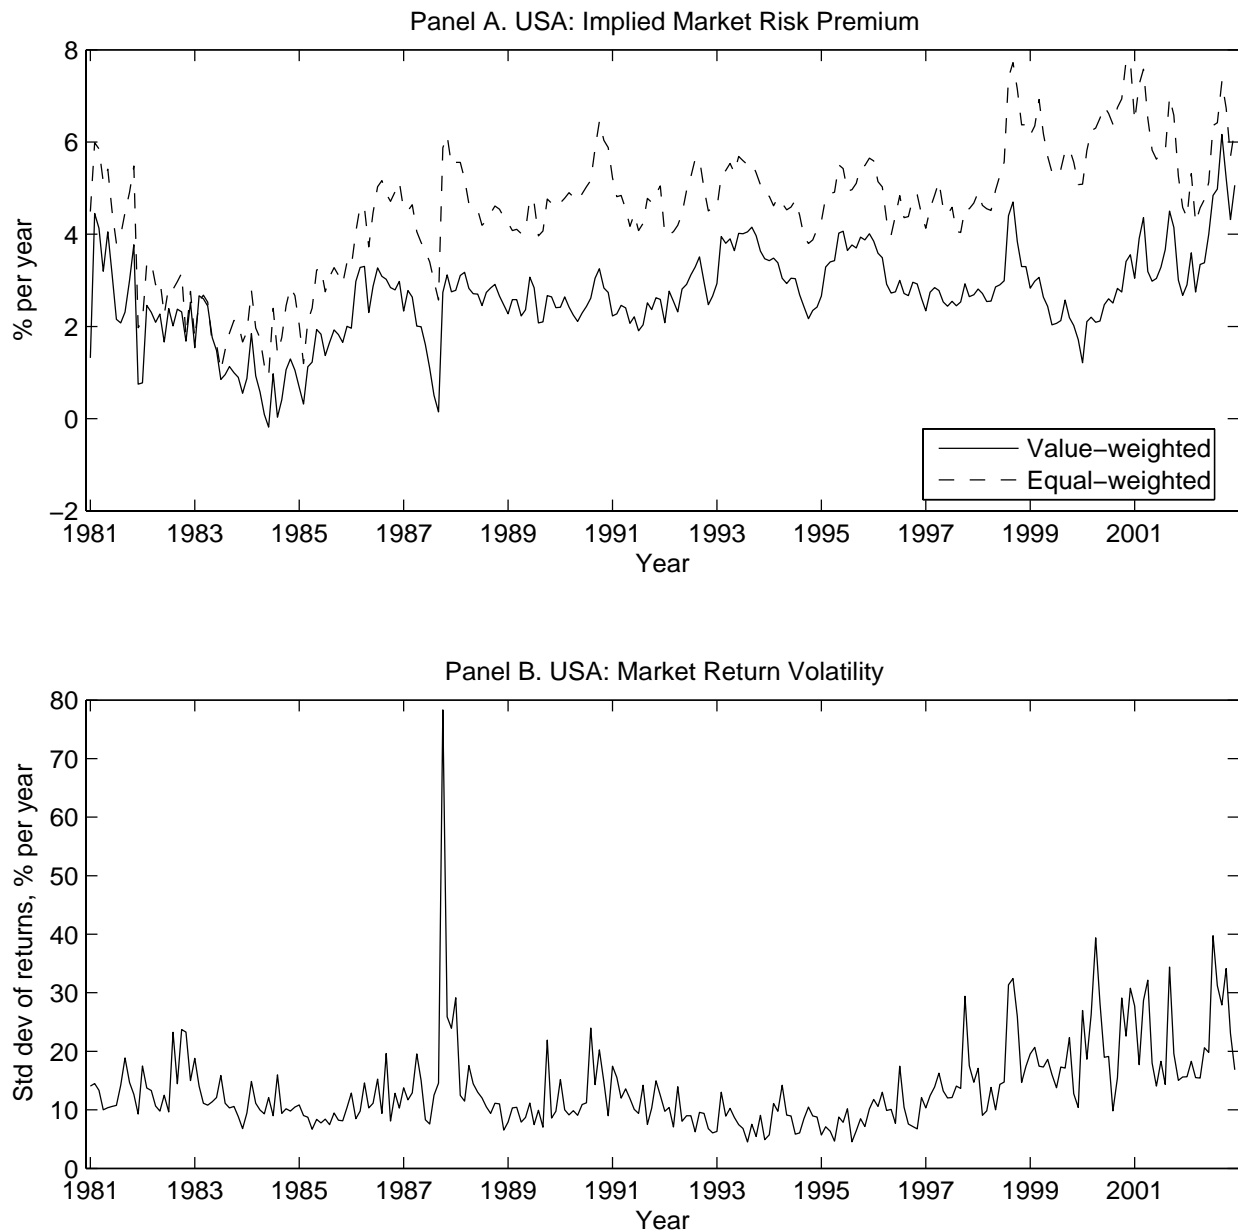 Panel A. USA: Implied Market Risk Premium
8
6
4
2
0
−2
% per year
Value−weighted
Equal−weighted
1981 1983 1985 1987 1989 1991 1993 1995 1997 1999 2001
Year
Panel B. USA: Market Return Volatility
80
70
60
50
40
30
20
10
0
Std dev of returns, % per year
1981 1983 1985 1987 1989 1991 1993 1995 1997 1999 2001
Year